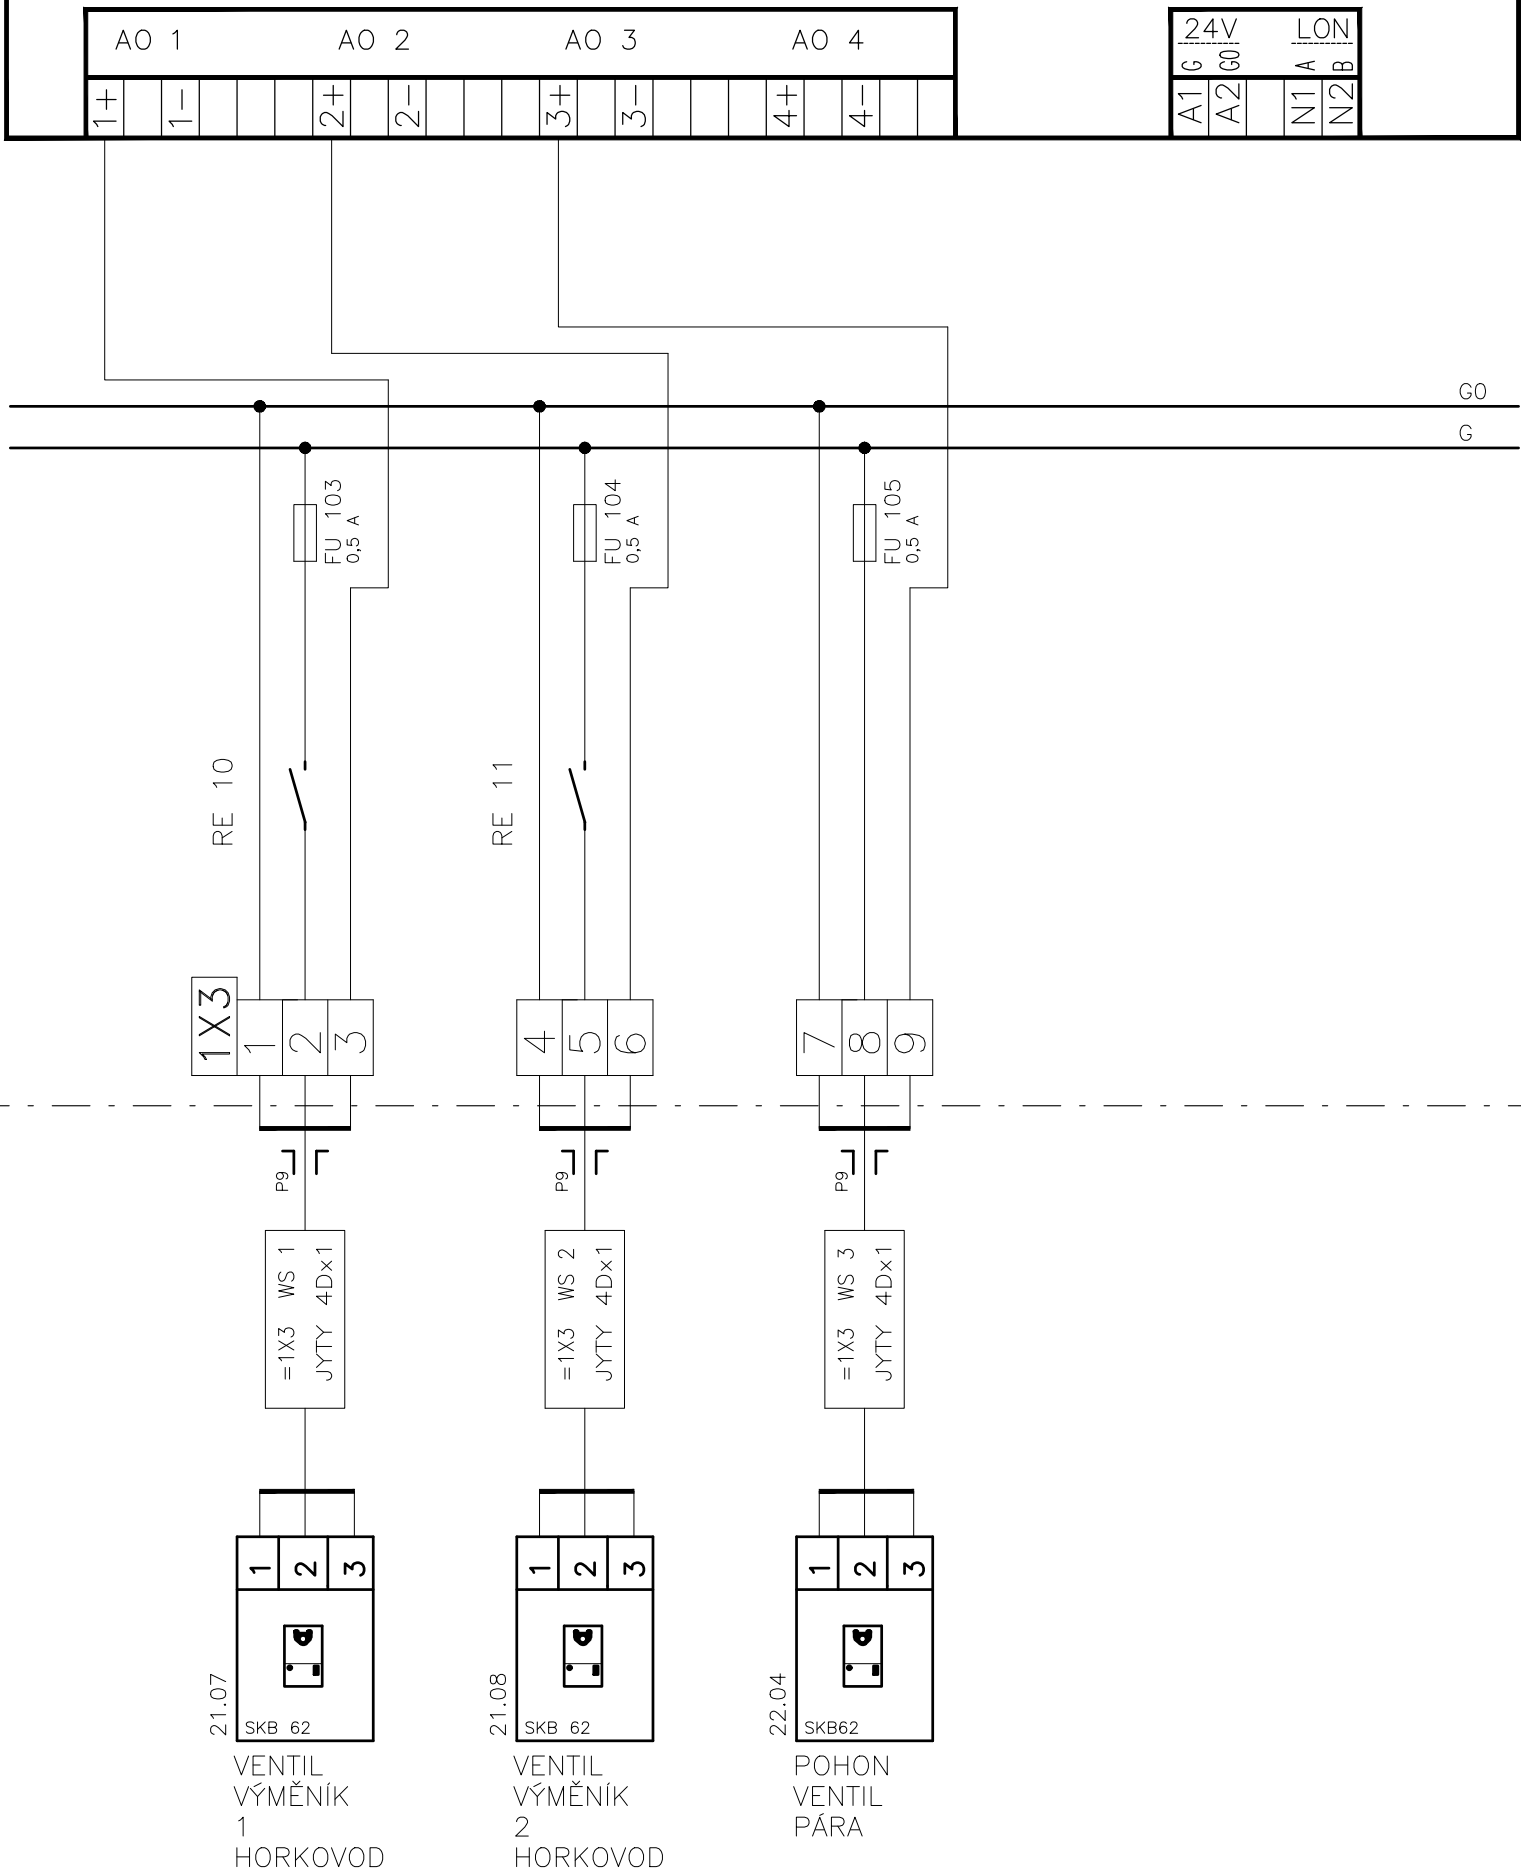 AO 1 AO 2 AO 3 AO 4
24V LON
G G0 A B
1+ 1- 2+ 2- 3+ 3- 4+ 4-
A1 A2 N1 N2
G0
G
FU 103
0,5 A
FU 104
0,5 A
FU 105
0,5 A
RE 10
RE 11
1X3
1 2 3
4 5 6
7 8 9
P9
P9
P9
=1X3 WS 1
JYTY 4Dx1
=1X3 WS 2
JYTY 4Dx1
=1X3 WS 3
JYTY 4Dx1
1 2 3
1 2 3
1 2 3
21.07
SKB 62
21.08
SKB 62
22.04
SKB62
VENTIL
VÝMĚNÍK
1
HORKOVOD
VENTIL
VÝMĚNÍK
2
HORKOVOD
POHON
VENTIL
PÁRA